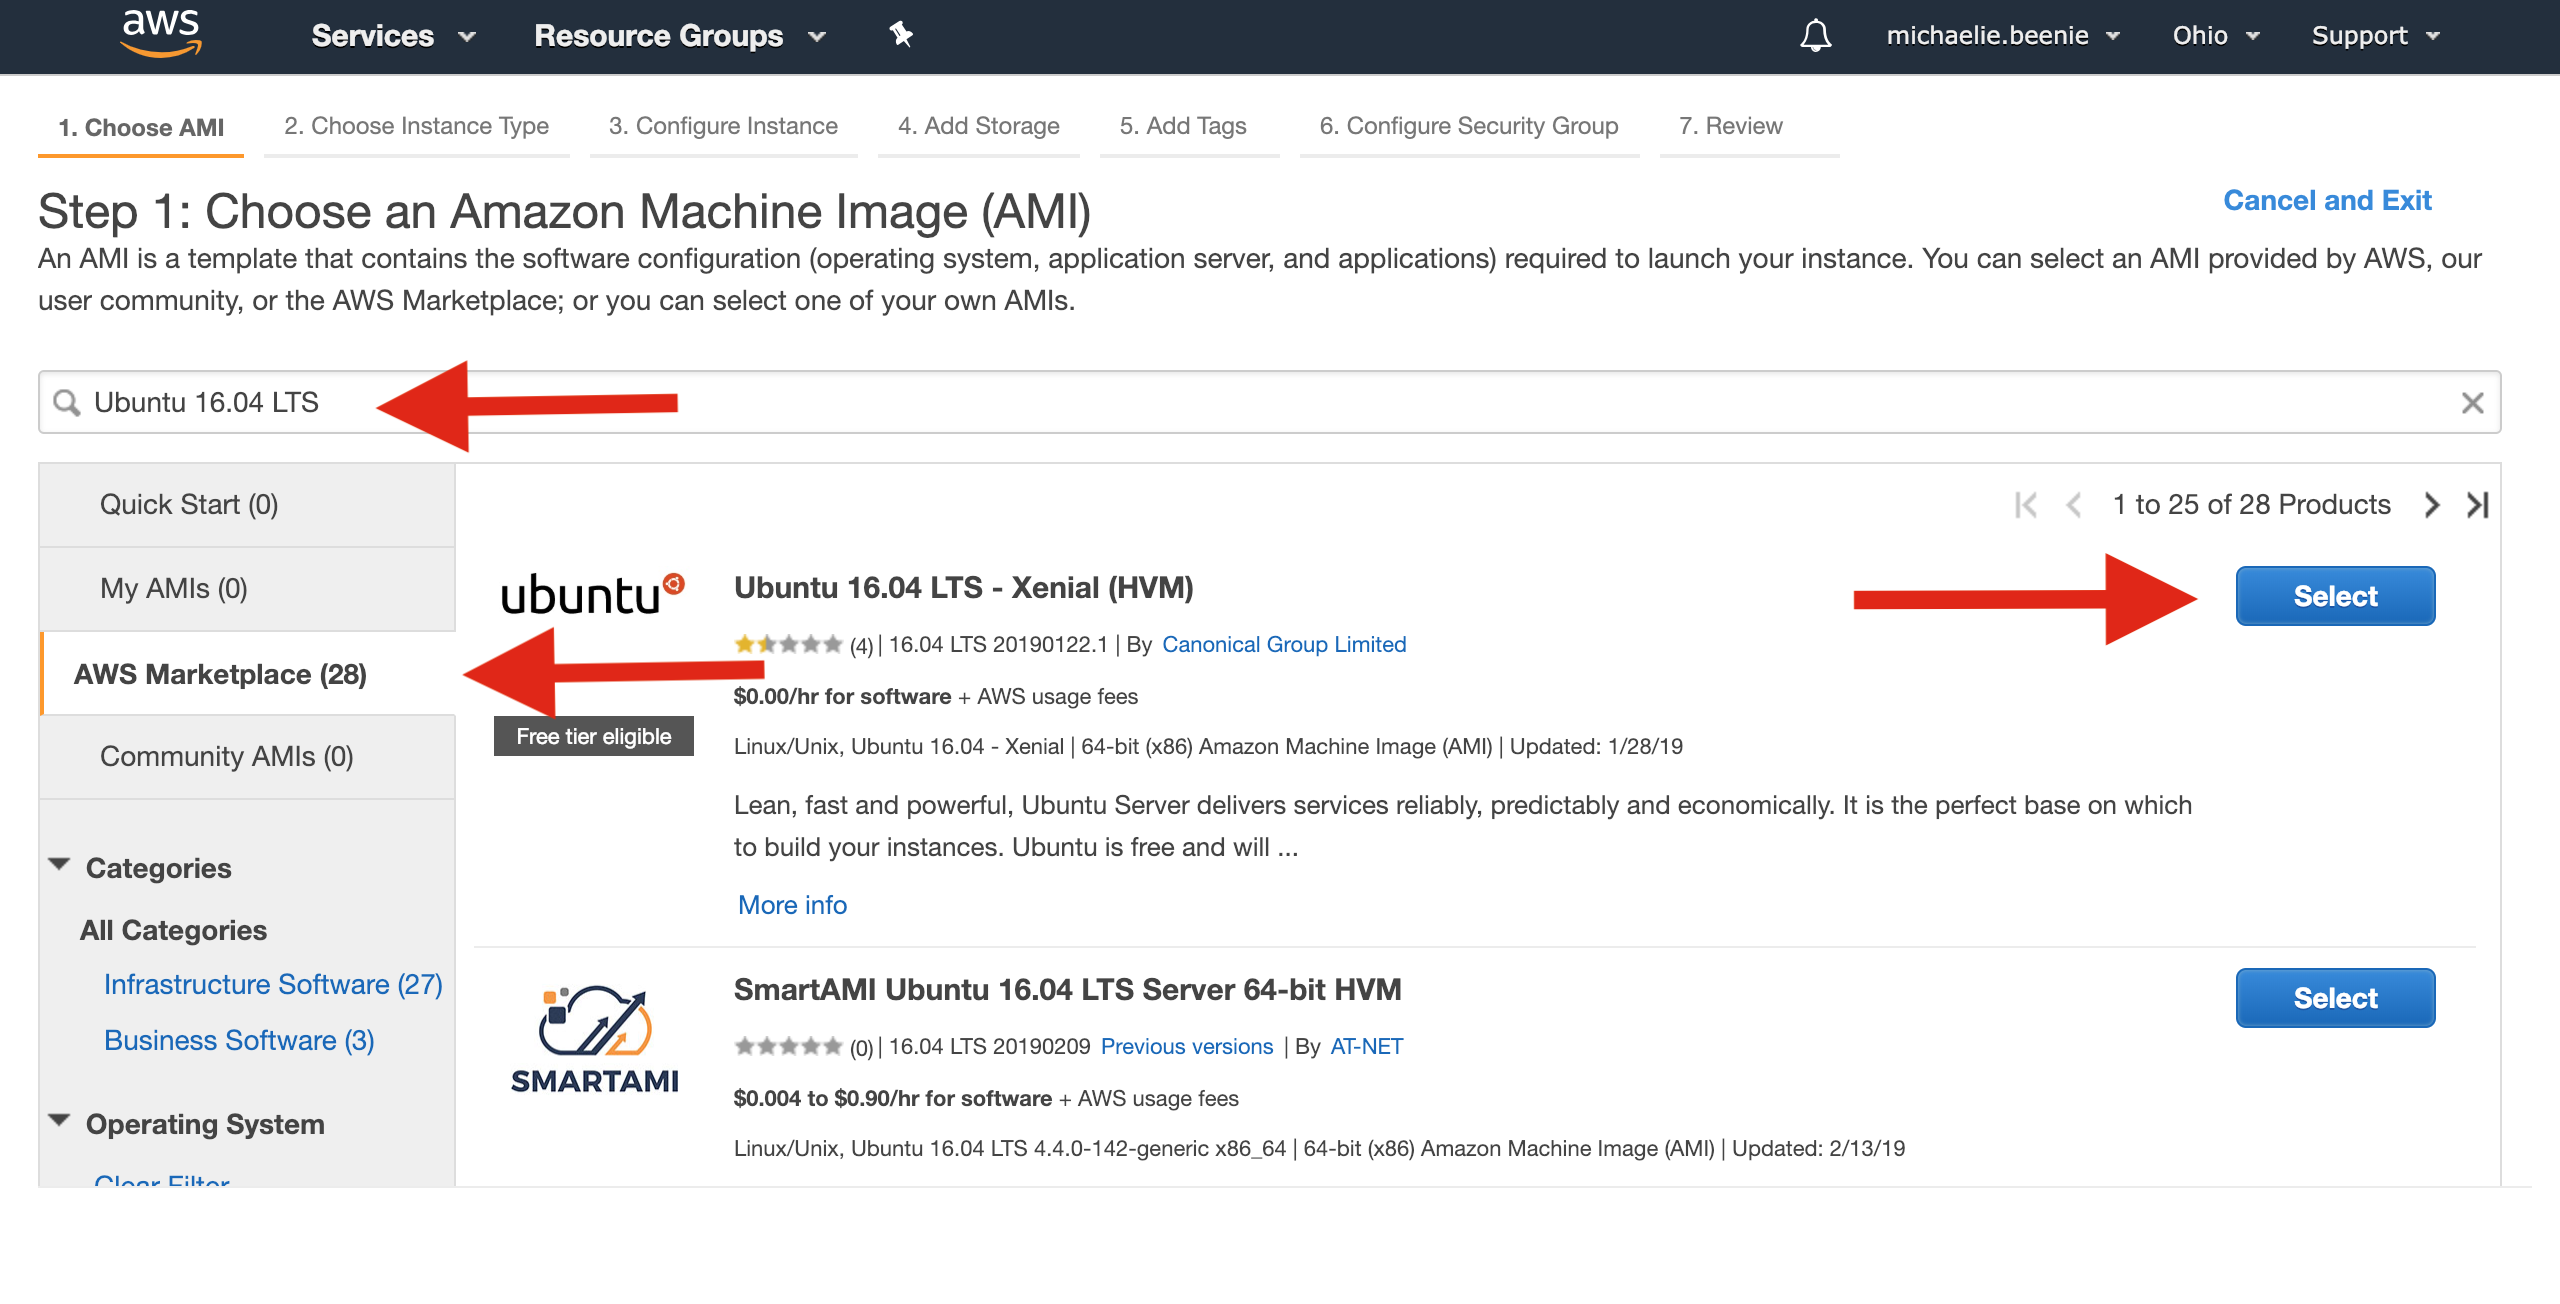 aws
Services
Resource Groups
michaelie.beenie
Ohio
Support
1. Choose AMI
2. Choose Instance Type
3. Configure Instance
4. Add Storage
5. Add Tags
6. Configure Security Group
7. Review
Step 1: Choose an Amazon Machine Image (AMI)
Cancel and Exit
An AMI is a template that contains the software configuration (operating system, application server, and applications) required to launch your instance. You can select an AMI provided by AWS, our
user community, or the AWS Marketplace; or you can select one of your own AMIs.
Ubuntu 16.04 LTS
Quick Start (0)
My AMIs (0)
AWS Marketplace (28)
Community AMIs (0)
Categories
All Categories
Infrastructure Software (27)
Business Software (3)
Operating System
Clear Filter
1 to 25 of 28 Products
ubuntu
Free tier eligible
Ubuntu 16.04 LTS - Xenial (HVM)
Select
(4) | 16.04 LTS 20190122.1 | By Canonical Group Limited
$0.00/hr for software + AWS usage fees
Linux/Unix, Ubuntu 16.04 - Xenial | 64-bit (x86) Amazon Machine Image (AMI) | Updated: 1/28/19
Lean, fast and powerful, Ubuntu Server delivers services reliably, predictably and economically. It is the perfect base on which
to build your instances. Ubuntu is free and will ...
More info
SMARTAMI
SmartAMI Ubuntu 16.04 LTS Server 64-bit HVM
Select
(0) | 16.04 LTS 20190209 Previous versions | By AT-NET
$0.004 to $0.90/hr for software + AWS usage fees
Linux/Unix, Ubuntu 16.04 LTS 4.4.0-142-generic x86_64 | 64-bit (x86) Amazon Machine Image (AMI) | Updated: 2/13/19